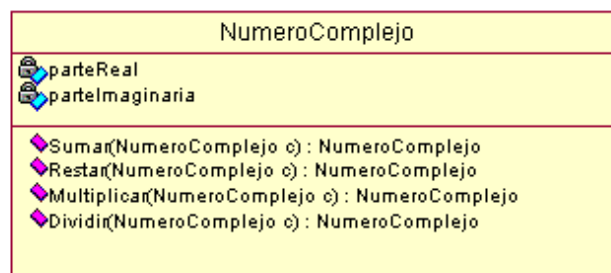 NumeroComplejo
parteReal
parteImaginaria
Sumar(NumeroComplejo c) : NumeroComplejo
Restar(NumeroComplejo c) : NumeroComplejo
Multiplicar(NumeroComplejo c) : NumeroComplejo
Dividir(NumeroComplejo c) : NumeroComplejo